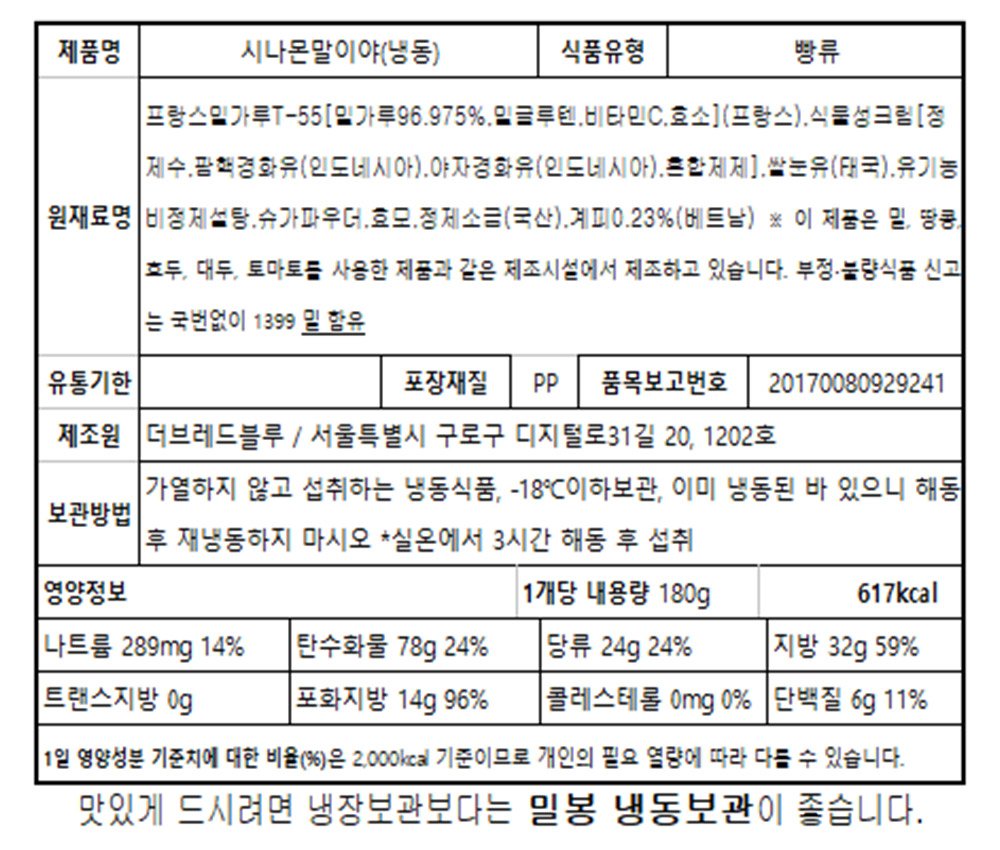 제품명 시나몬말이야(냉동) 식품유형 빵류
원재료명
프랑스밀가루T-55[밀가루96.975%.밀글루텐.비타민C.효소](프랑스).식물성크림[정
제수.팜핵경화유(인도네시아).야자경화유(인도네시아).혼합제제].쌀눈유(태국).유기농
비정제설탕.슈가파우더.효모.정제소금(국산).계피0.23%(베트남) ※ 이 제품은 밀, 땅콩,
호두, 대두, 토마토를 사용한 제품과 같은 제조시설에서 제조하고 있습니다. 부정·불량식품 신고
는 국번없이 1399 밀 함유
유통기한 포장재질 PP 품목보고번호 20170080929241
제조원 더브레드블루 / 서울특별시 구로구 디지털로31길 20, 1202호
보관방법
가열하지 않고 섭취하는 냉동식품, -18℃이하보관, 이미 냉동된 바 있으니 해동
후 재냉동하지 마시오 *실온에서 3시간 해동 후 섭취
영양정보 1개당 내용량 180g 617kcal
나트륨 289mg 14% 탄수화물 78g 24% 당류 24g 24% 지방 32g 59%
트랜스지방 0g 포화지방 14g 96% 콜레스테롤 0mg 0% 단백질 6g 11%
1일 영양성분 기준치에 대한 비율(%)은 2,000kcal 기준이므로 개인의 필요 열량에 따라 다를 수 있습니다.
맛있게 드시려면 냉장보관보다는 밀봉 냉동보관이 좋습니다.